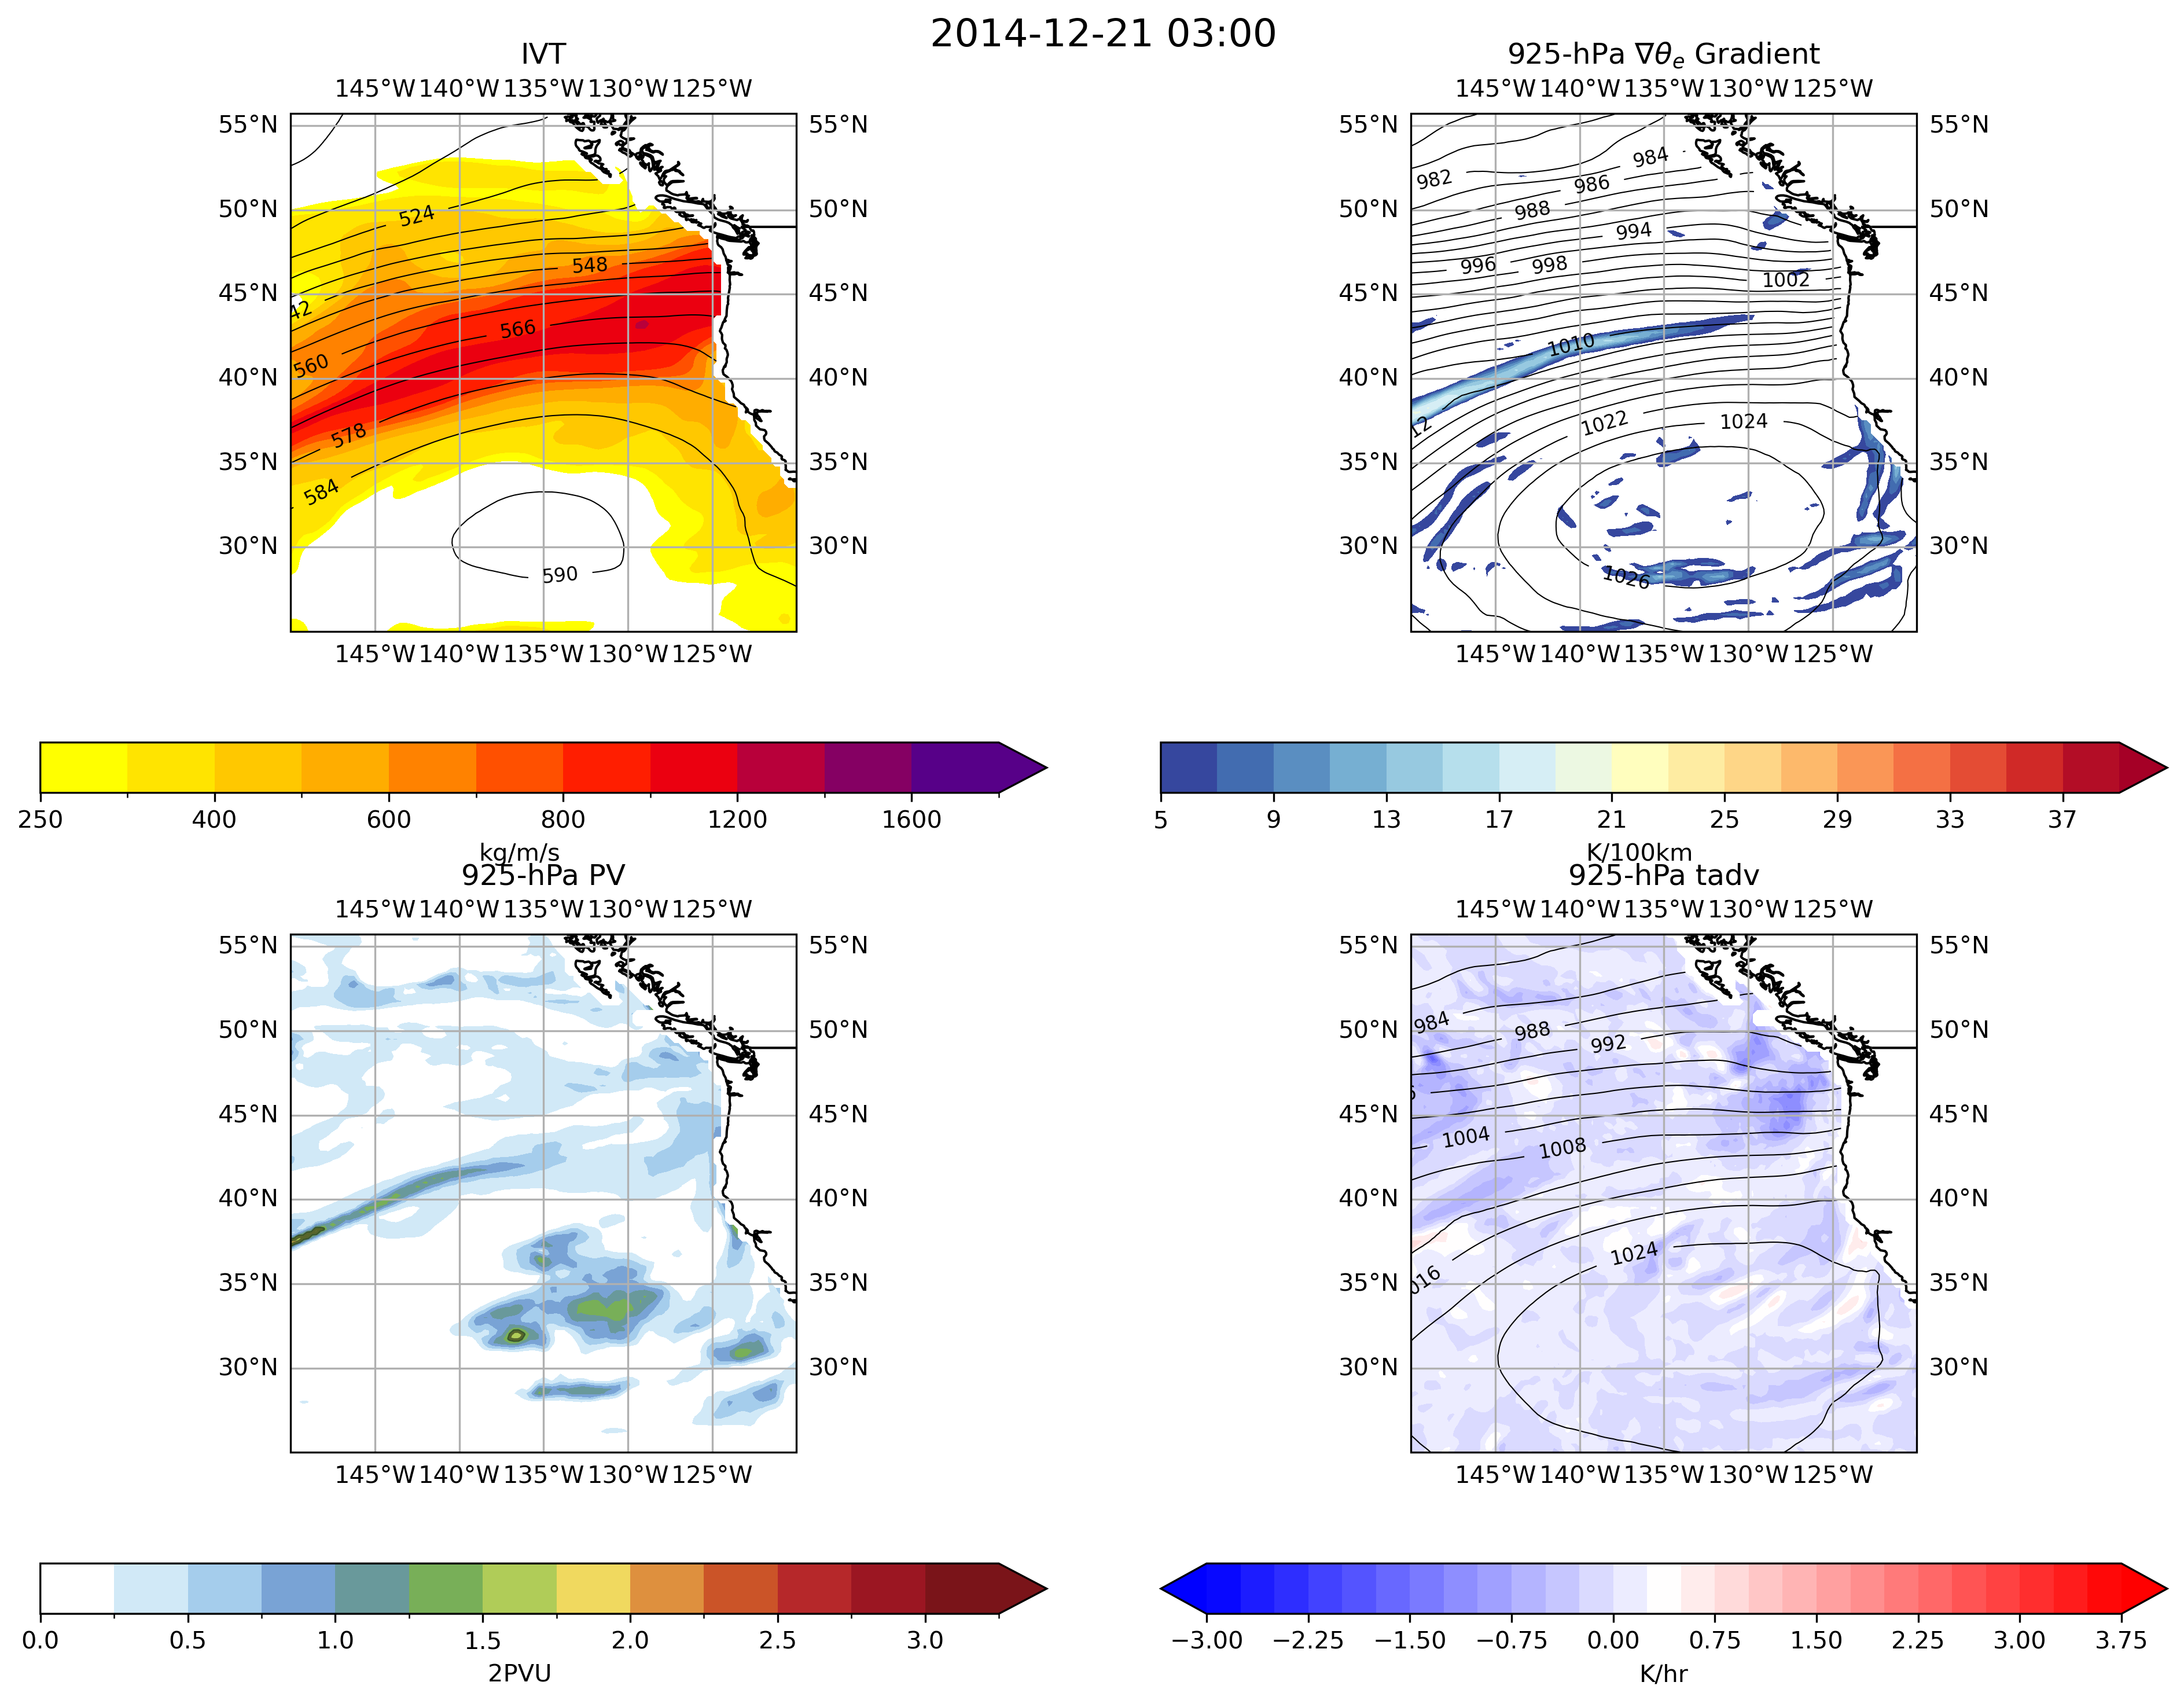 2014-12-21 03:00
IVT
145°W 140°W 135°W 130°W 125°W
55°N 55°N
50°N 50°N
45°N 45°N
40°N 40°N
35°N 35°N
30°N 30°N
524
548
42
566
560
578
584
590
145°W 140°W 135°W 130°W 125°W
250 400 600 800 1200 1600
kg/m/s
925-hPa ∇θe Gradient
145°W 140°W 135°W 130°W 125°W
55°N 55°N
50°N 50°N
45°N 45°N
40°N 40°N
35°N 35°N
30°N 30°N
984
982
986
988
994
996 998
1002
1010
12
1022 1024
1026
145°W 140°W 135°W 130°W 125°W
5 9 13 17 21 25 29 33 37
K/100km
925-hPa PV
145°W 140°W 135°W 130°W 125°W
55°N 55°N
50°N 50°N
45°N 45°N
40°N 40°N
35°N 35°N
30°N 30°N
145°W 140°W 135°W 130°W 125°W
0.0 0.5 1.0 1.5 2.0 2.5 3.0
2PVU
925-hPa tadv
145°W 140°W 135°W 130°W 125°W
55°N 55°N
50°N 50°N
45°N 45°N
40°N 40°N
35°N 35°N
30°N 30°N
984 988
992
1004
1008
1024
016
145°W 140°W 135°W 130°W 125°W
−3.00 −2.25 −1.50 −0.75 0.00 0.75 1.50 2.25 3.00 3.75
K/hr